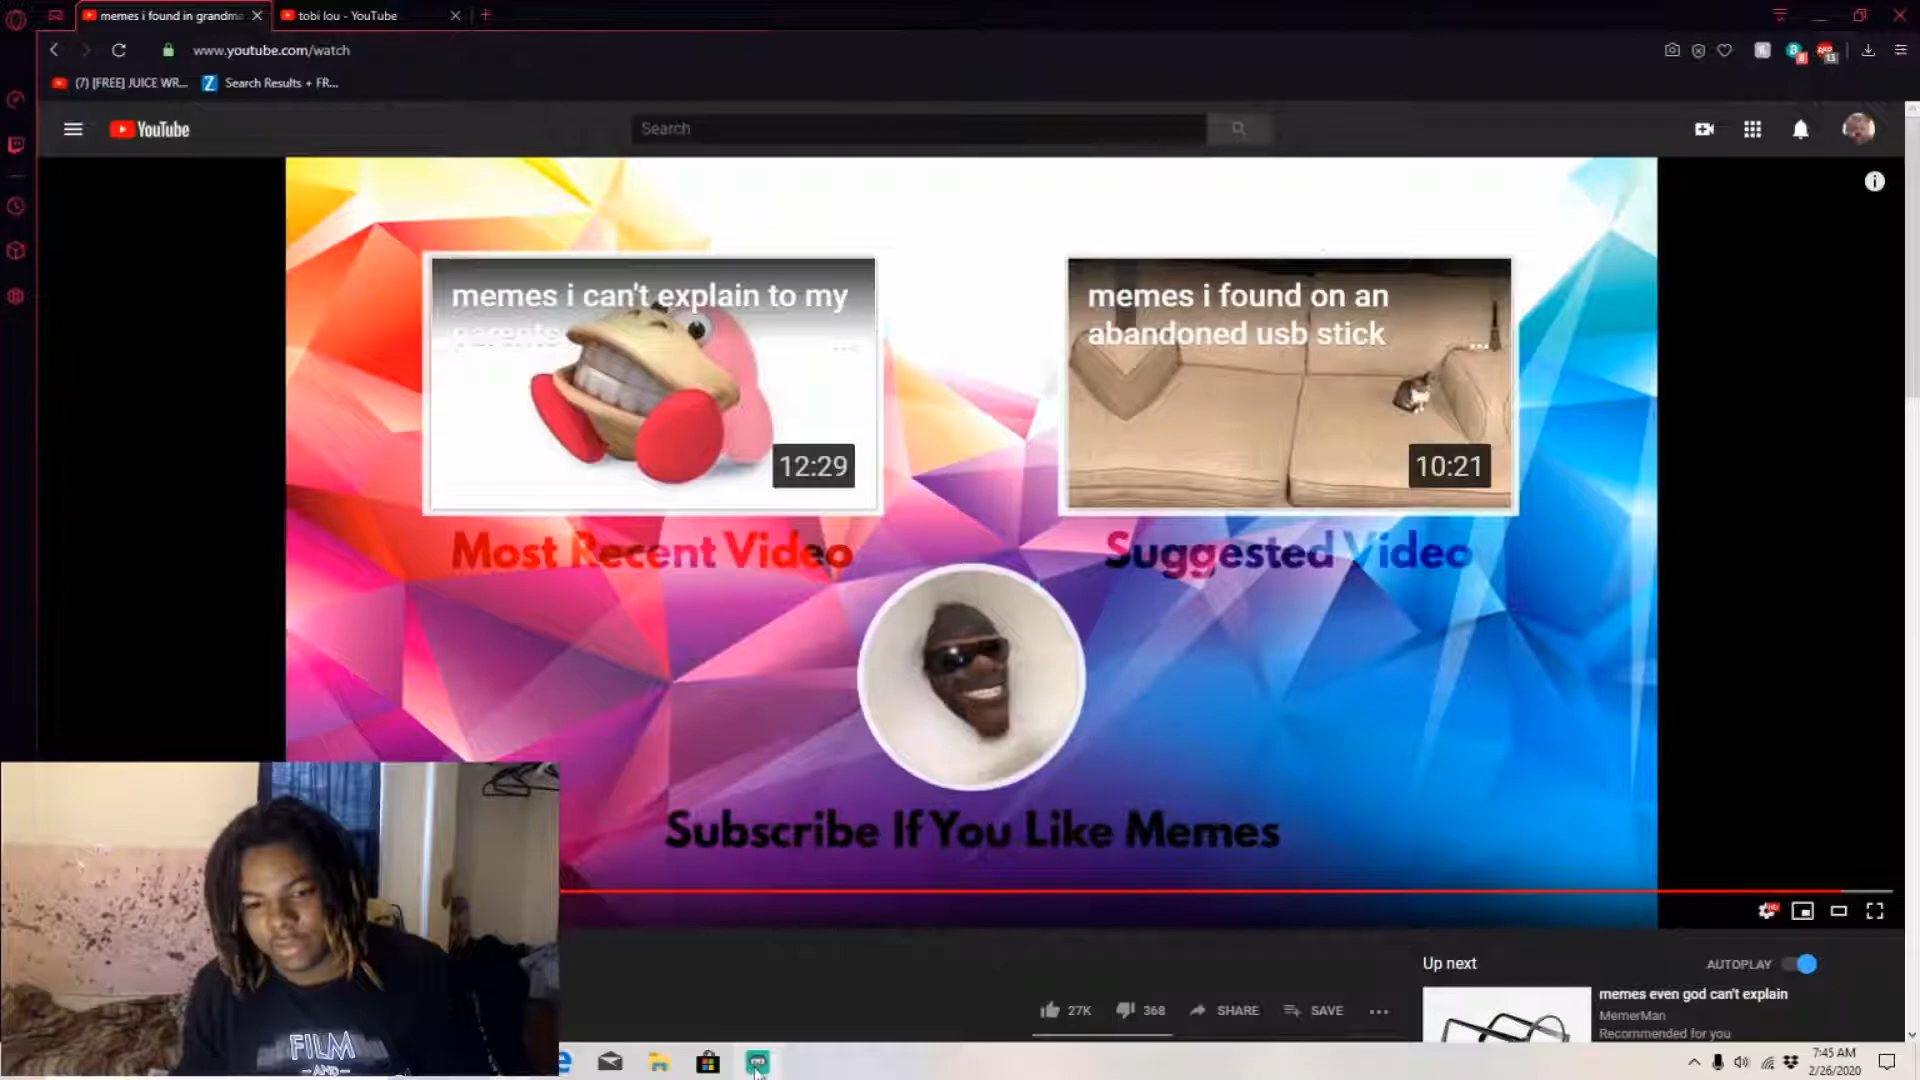 memes i found in grandma
tobi lou - YouTube
www.youtube.com/watch
(7) [FREE] JUICE WR...
Search Results + FR...
YouTube
Search
memes i can't explain to my
parents
12:29
memes i found on an
abandoned usb stick
10:21
Most Recent Video
Suggested Video
Subscribe If You Like Memes
HD
Up next
AUTOPLAY
27K
368
SHARE
SAVE
memes even god can't explain
MemerMan
Recommended for you
FILM
AND
7:45 AM
2/26/2020